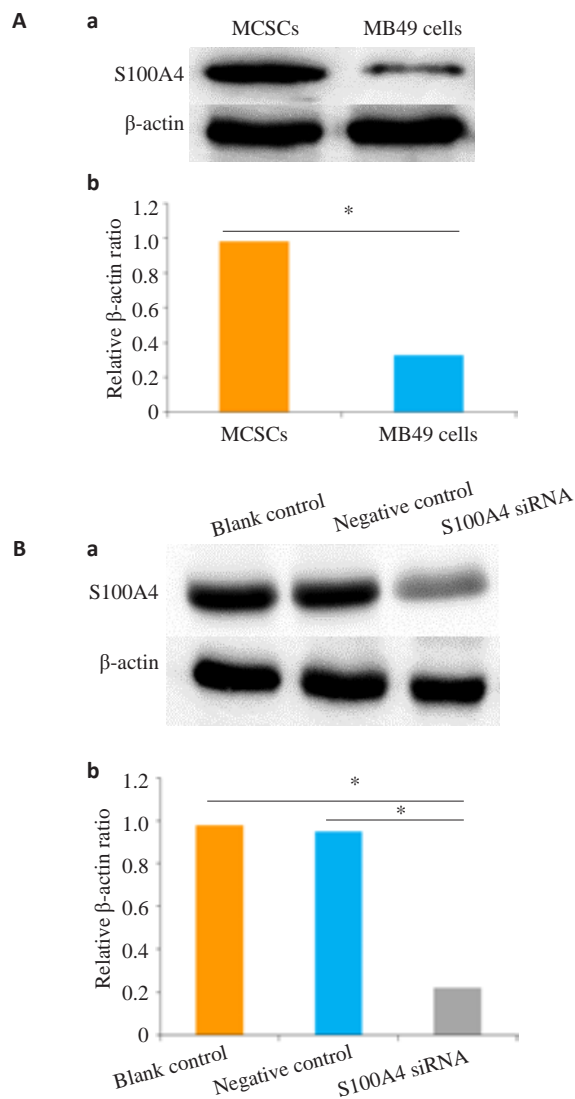 A
a
MCSCs MB49 cells
S100A4
β-actin
b
Relative β-actin ratio
1.2
1.0
0.8
0.6
0.4
0.2
0
*
MCSCs MB49 cells
B
a
Blank control Negative control S100A4 siRNA
S100A4
β-actin
b
Relative β-actin ratio
1.2
1.0
0.8
0.6
0.4
0.2
0
*
*
Blank control Negative control S100A4 siRNA